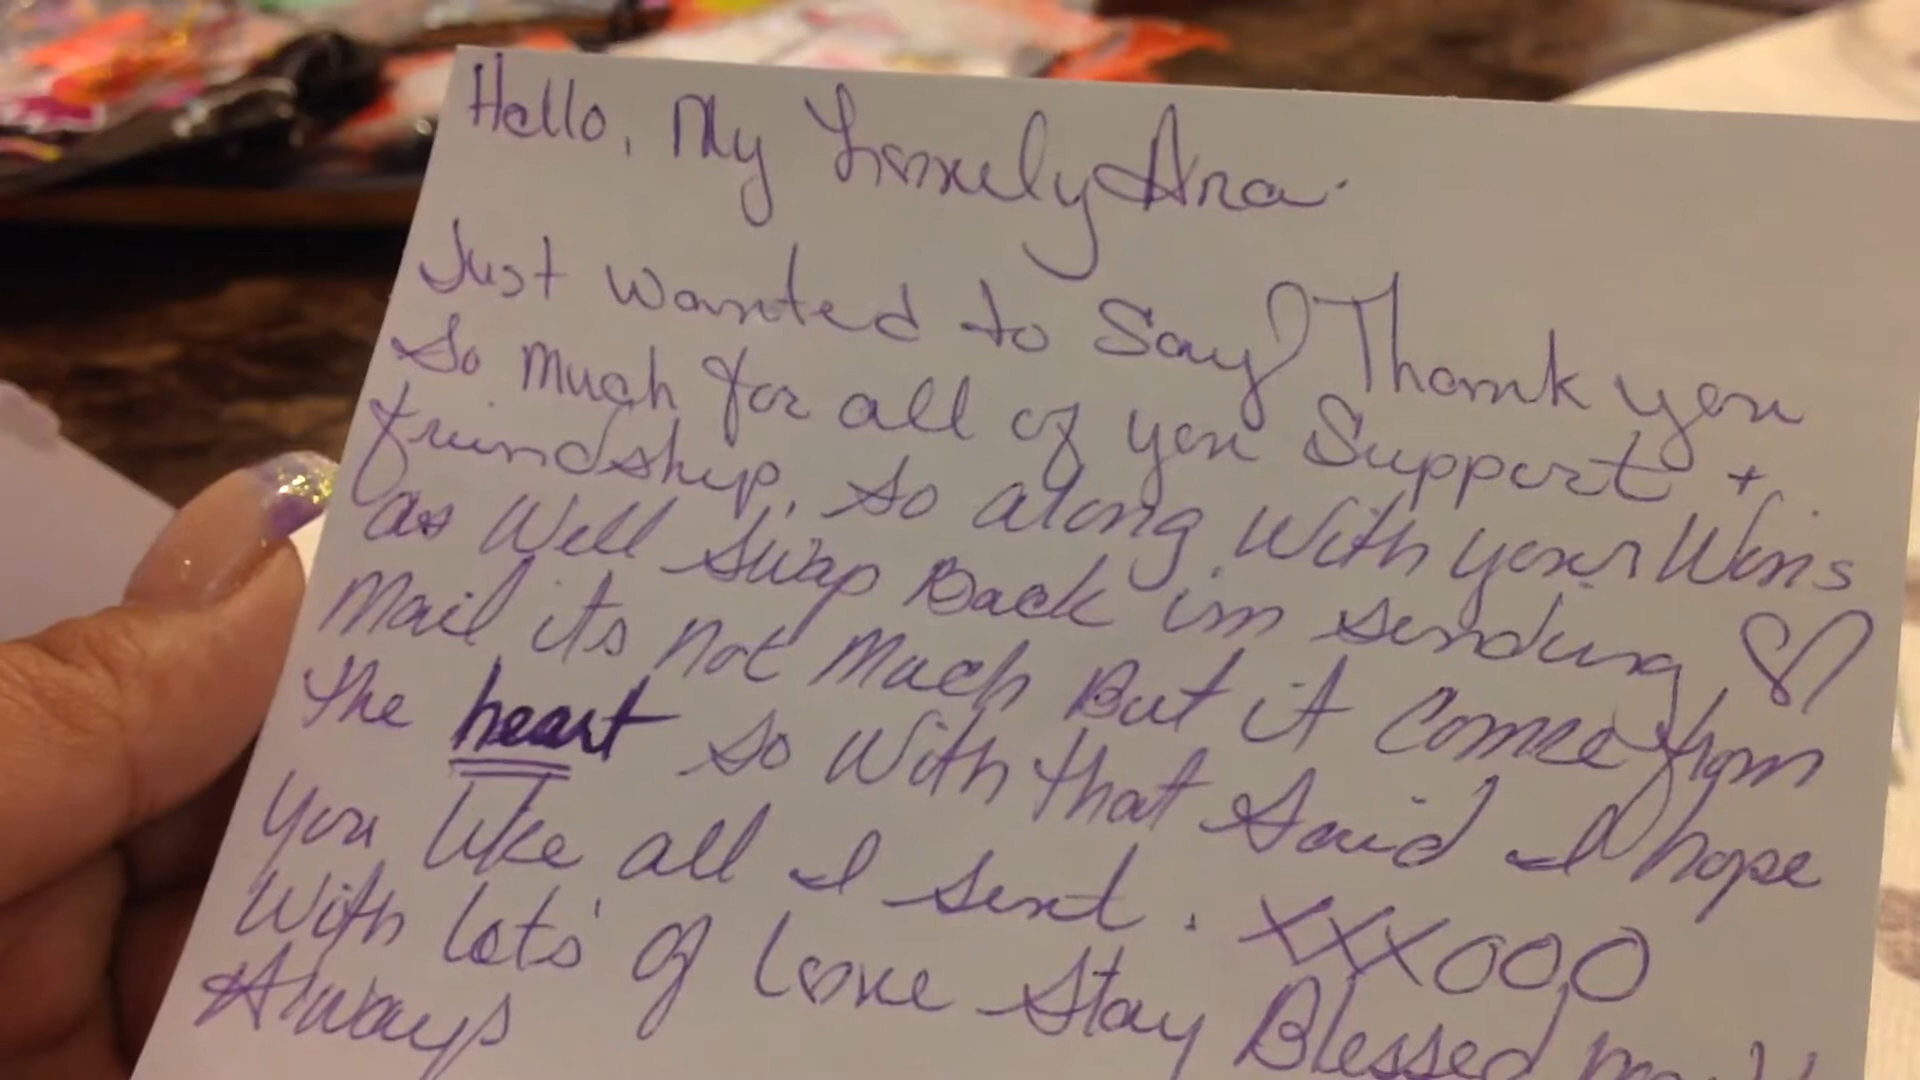 Hello, My Lovely Ana.
Just wanted to Say Thank you
So Much for all of you Support +
friendship, so along With your Wins
as Well Swap Back im sending ♡
Mail its not Much But it Comes from
the heart so With that Said I hope
you like all I sent. XXXOOO
With lots of love Stay Blessed
Always